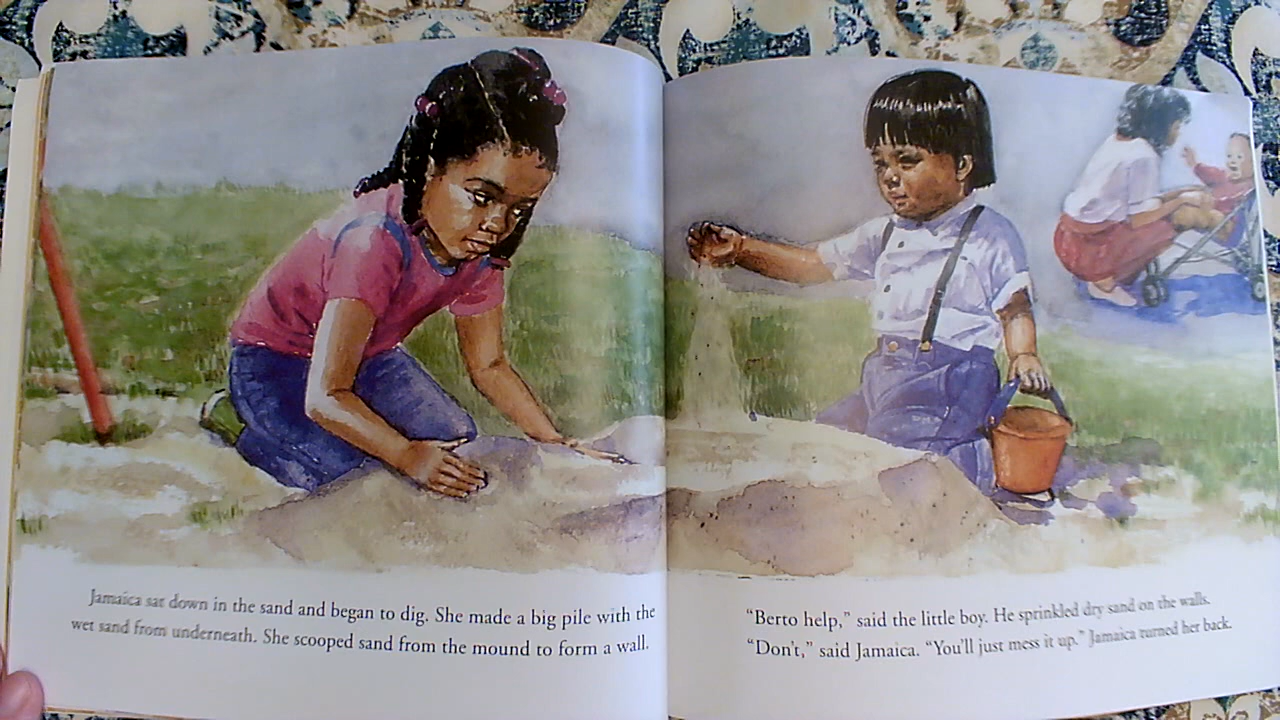 Jamaica sat down in the sand and began to dig. She made a big pile with the
wet sand from underneath. She scooped sand from the mound to form a wall.
“Berto help,” said the little boy. He sprinkled dry sand on the walls.
“Don't,” said Jamaica. “You'll just mess it up.” Jamaica turned her back.